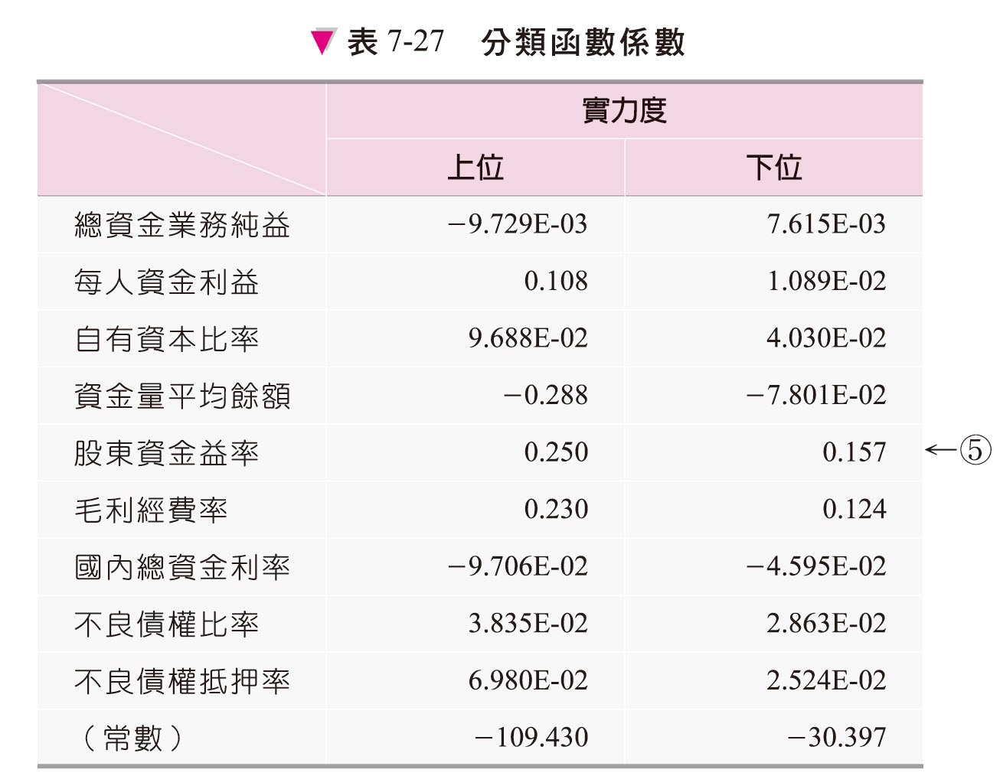 ▼ 表 7-27 分類函數係數
實力度
上位 下位
總資金業務純益 −9.729E-03 7.615E-03
每人資金利益 0.108 1.089E-02
自有資本比率 9.688E-02 4.030E-02
資金量平均餘額 −0.288 −7.801E-02
股東資金益率 0.250 0.157 ←⑤
毛利經費率 0.230 0.124
國內總資金利率 −9.706E-02 −4.595E-02
不良債權比率 3.835E-02 2.863E-02
不良債權抵押率 6.980E-02 2.524E-02
（常數） −109.430 −30.397